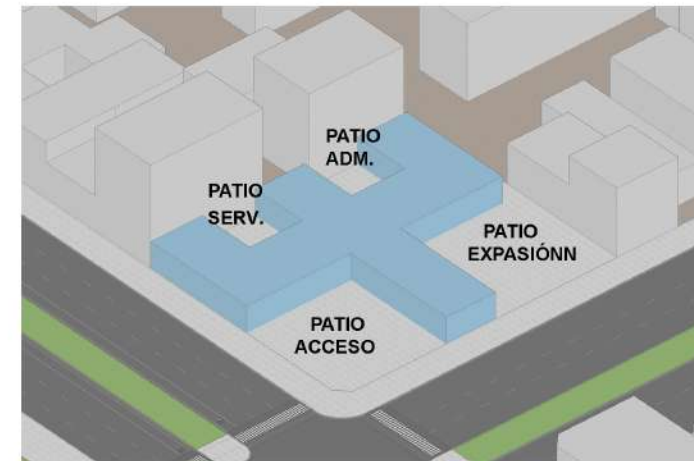 PATIO
ADM.
PATIO
SERV.
PATIO
EXPASIÓNN
PATIO
ACCESO